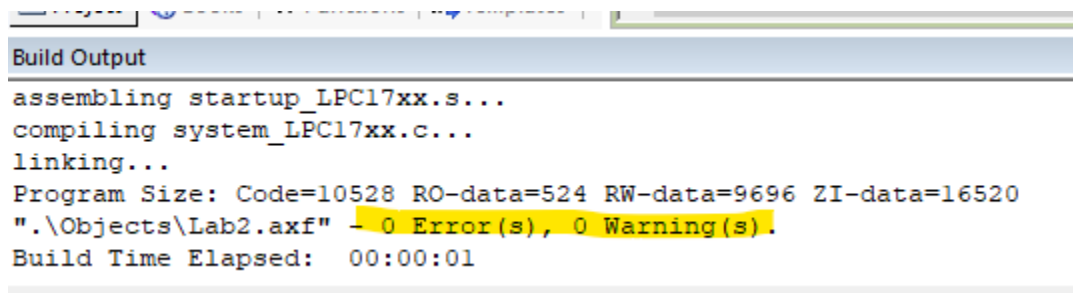 Build Output
assembling startup_LPC17xx.s...
compiling system_LPC17xx.c...
linking...
Program Size: Code=10528 RO-data=524 RW-data=9696 ZI-data=16520
".\Objects\Lab2.axf" - 0 Error(s), 0 Warning(s).
Build Time Elapsed:  00:00:01